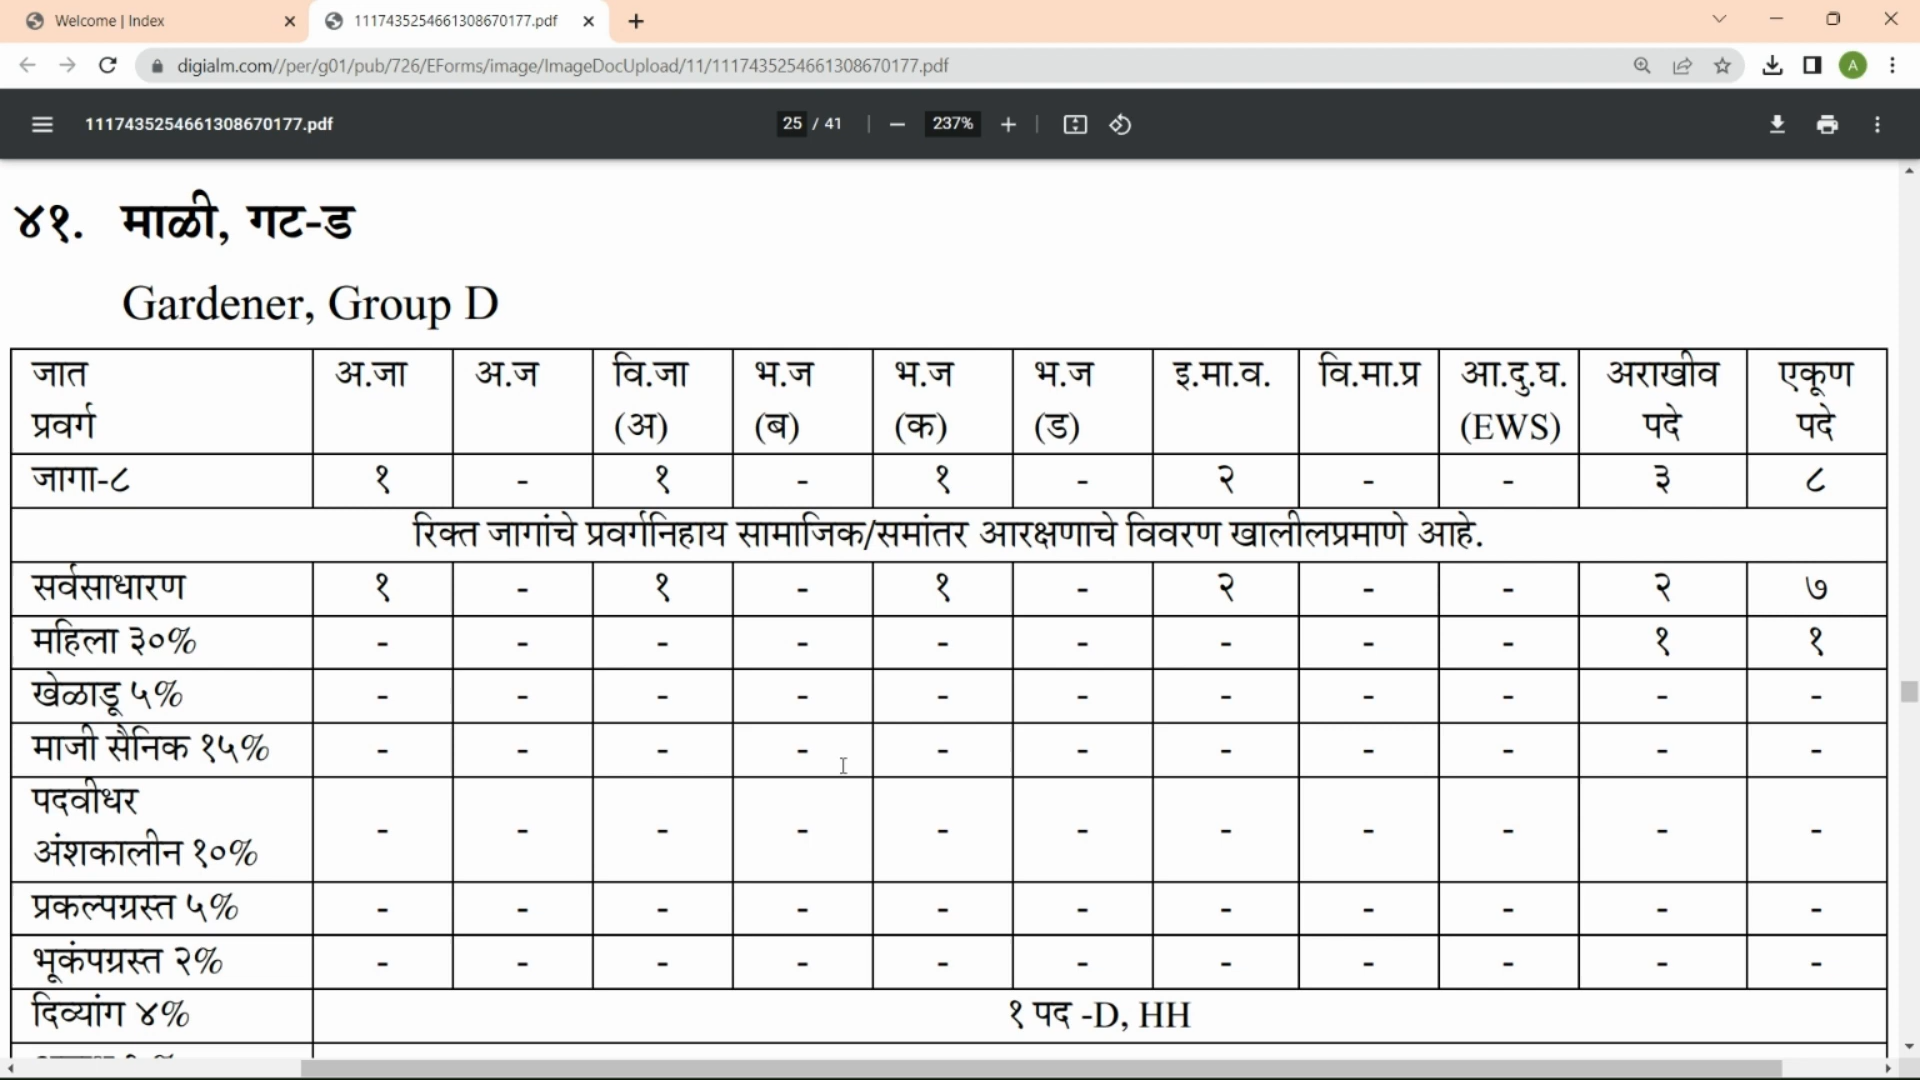 Welcome | Index
1117435254661308670177.pdf
digialm.com//per/g01/pub/726/EForms/image/ImageDocUpload/11/1117435254661308670177.pdf
A
1117435254661308670177.pdf
25 / 41
237%
४१. माळी, गट-ड
Gardener, Group D
जात प्रवर्ग अ.जा अ.ज वि.जा (अ) भ.ज (ब) भ.ज (क) भ.ज (ड) इ.मा.व. वि.मा.प्र आ.दु.घ. (EWS) अराखीव पदे एकूण पदे
जागा-८ १ - १ - १ - २ - - ३ ८
रिक्त जागांचे प्रवर्गनिहाय सामाजिक/समांतर आरक्षणाचे विवरण खालीलप्रमाणे आहे.
सर्वसाधारण १ - १ - १ - २ - - २ ७
महिला ३०% - - - - - - - - - १ १
खेळाडू ५% - - - - - - - - - - -
माजी सैनिक १५% - - - - - - - - - - -
पदवीधर अंशकालीन १०% - - - - - - - - - - -
प्रकल्पग्रस्त ५% - - - - - - - - - - -
भूकंपग्रस्त २% - - - - - - - - - - -
दिव्यांग ४% १ पद -D, HH